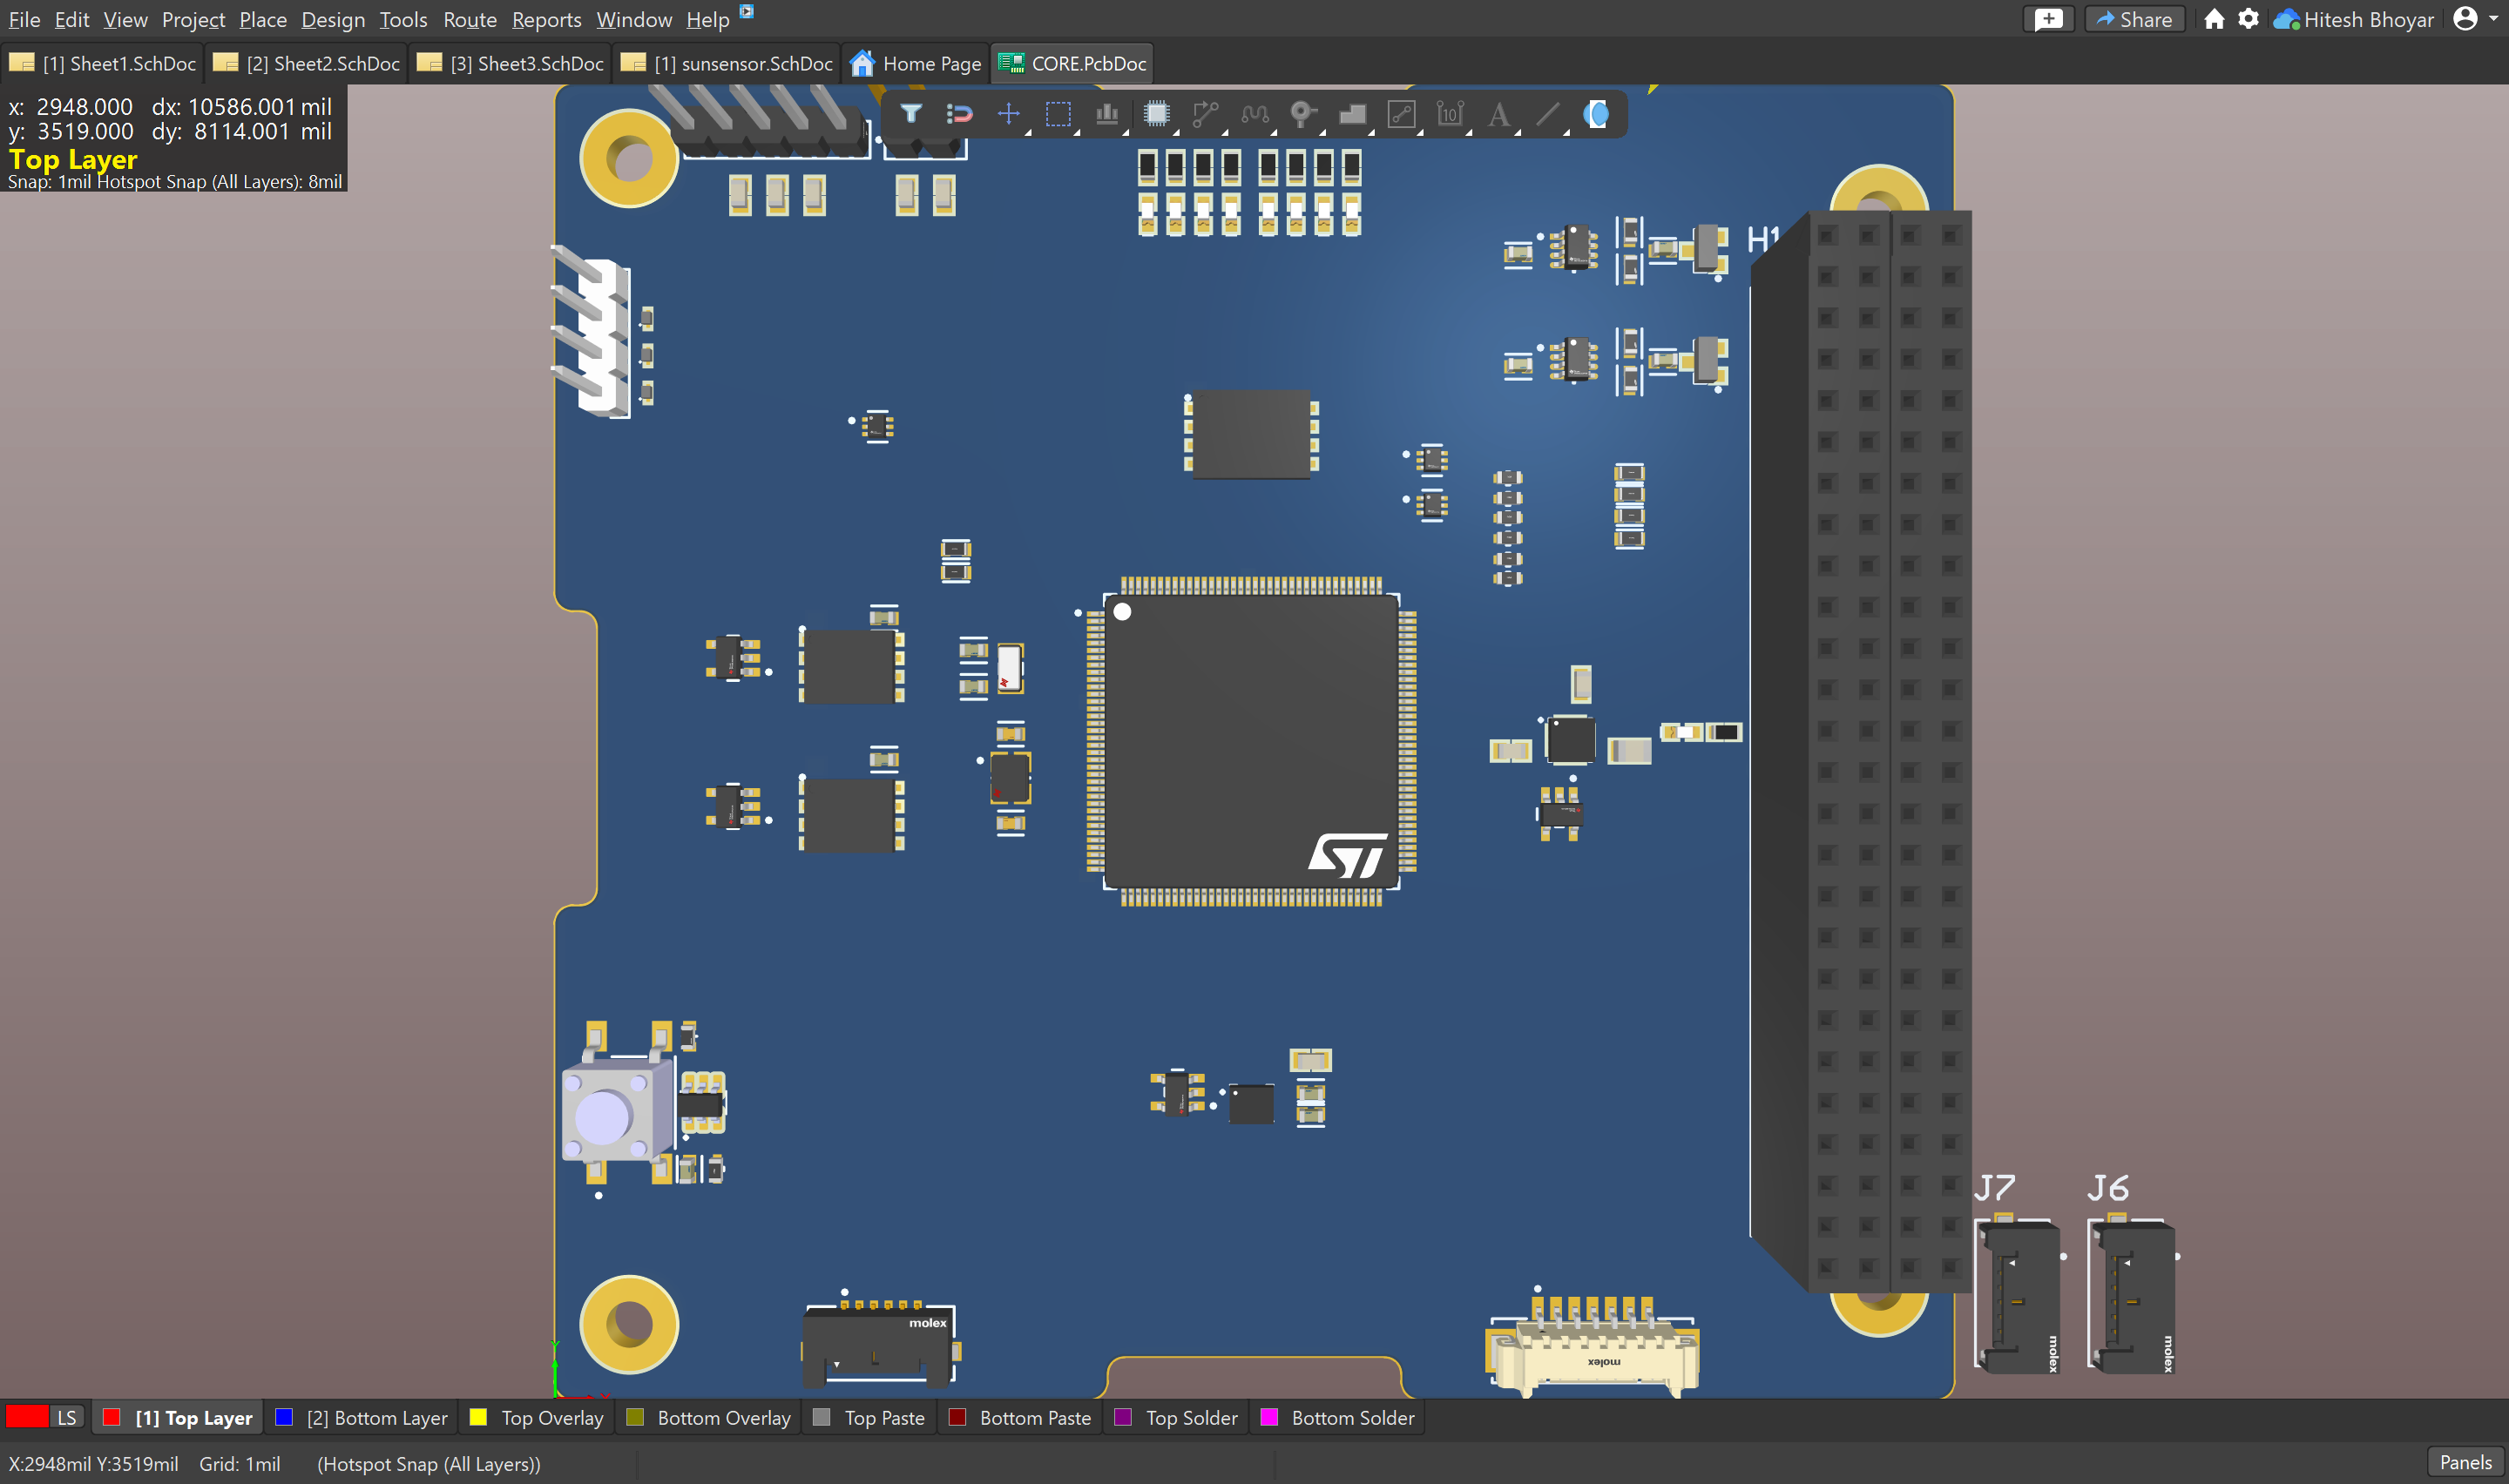 File Edit View Project Place Design Tools Route Reports Window Help
Share
Hitesh Bhoyar
[1] Sheet1.SchDoc
[2] Sheet2.SchDoc
[3] Sheet3.SchDoc
[1] sunsensor.SchDoc
Home Page
CORE.PcbDoc
x: 2948.000 dx: 10586.001 mil
y: 3519.000 dy: 8114.001 mil
Top Layer
Snap: 1mil Hotspot Snap (All Layers): 8mil
10
A
H1
ST
J7
J6
molex
molex
molex
molex
LS
[1] Top Layer
[2] Bottom Layer
Top Overlay
Bottom Overlay
Top Paste
Bottom Paste
Top Solder
Bottom Solder
X:2948mil Y:3519mil Grid: 1mil (Hotspot Snap (All Layers))
Panels